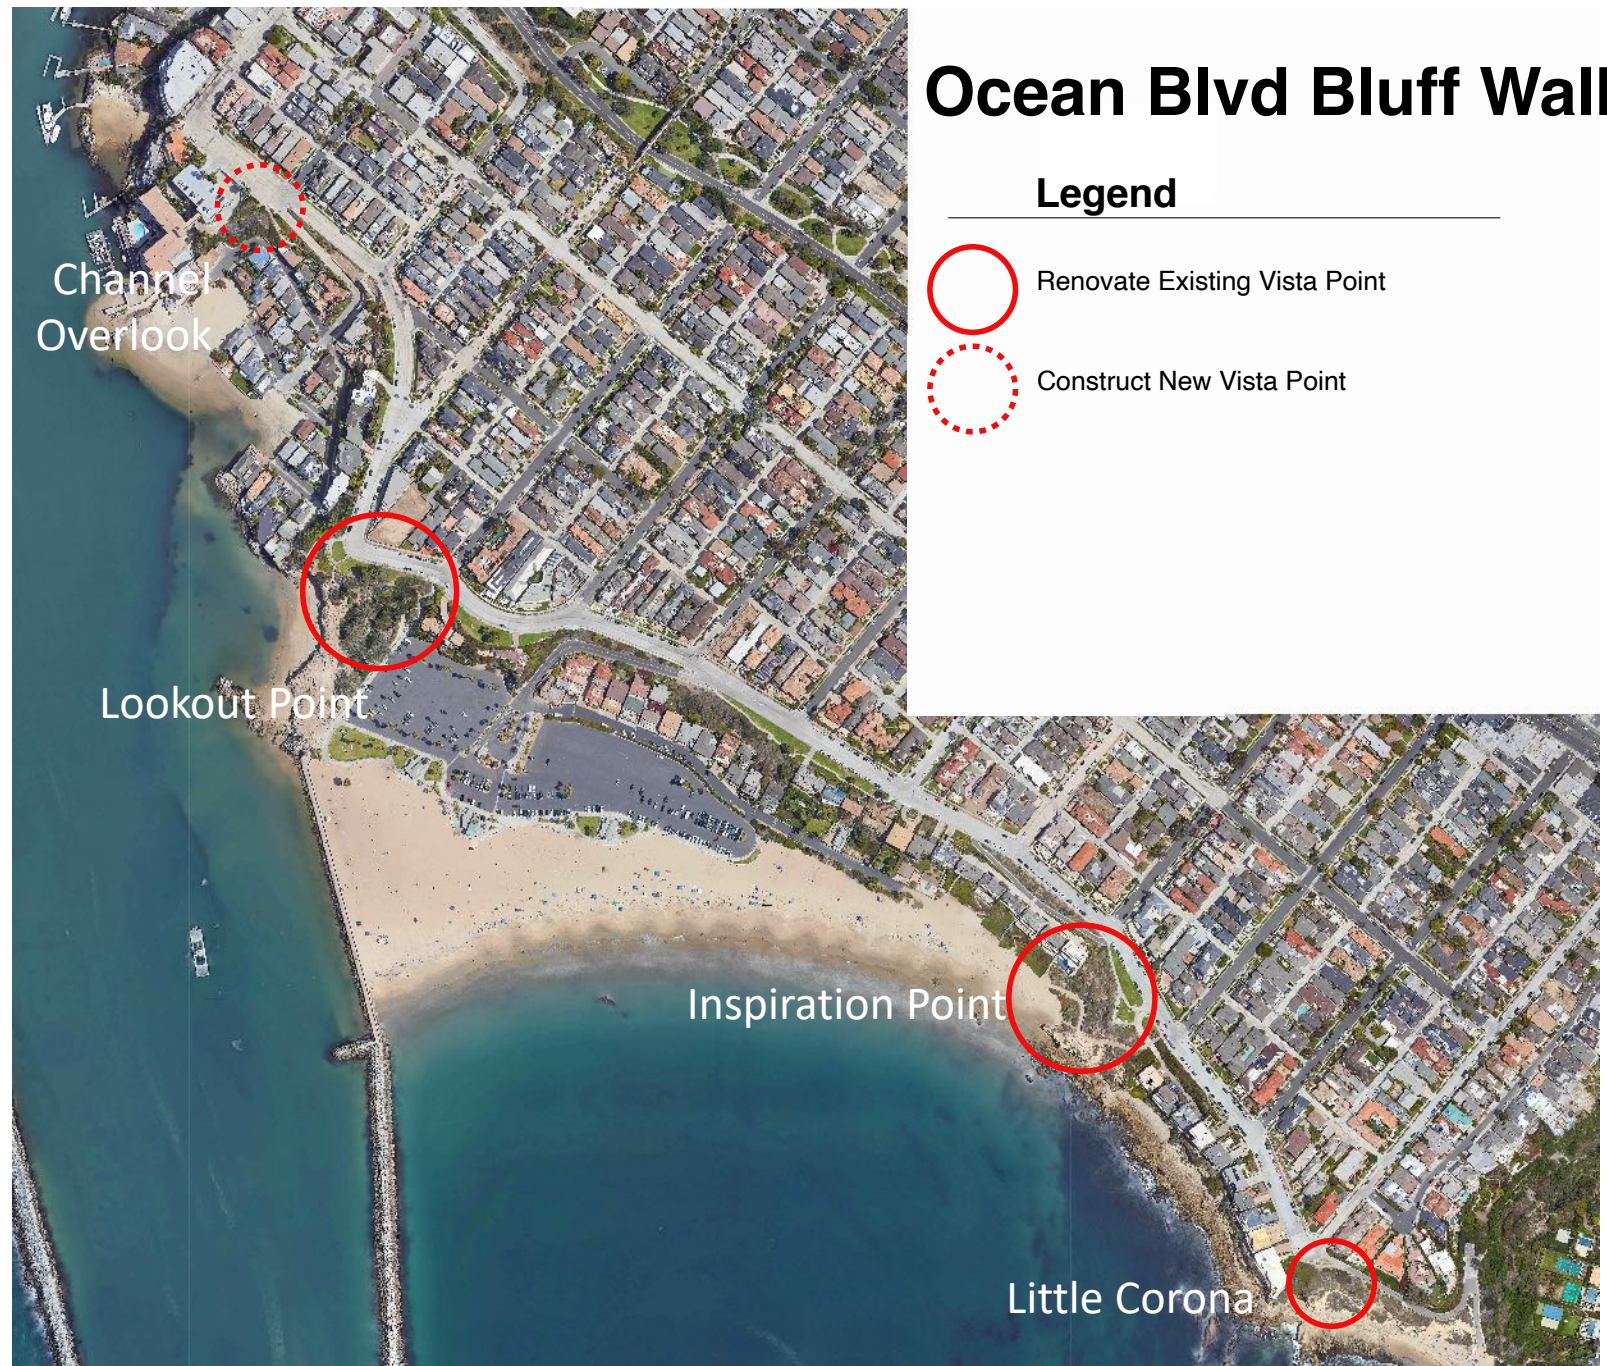 Ocean Blvd Bluff Wal
Legend
Renovate Existing Vista Point
Construct New Vista Point
Channel
Overlook
Lookout Point
Inspiration Point
Little Corona